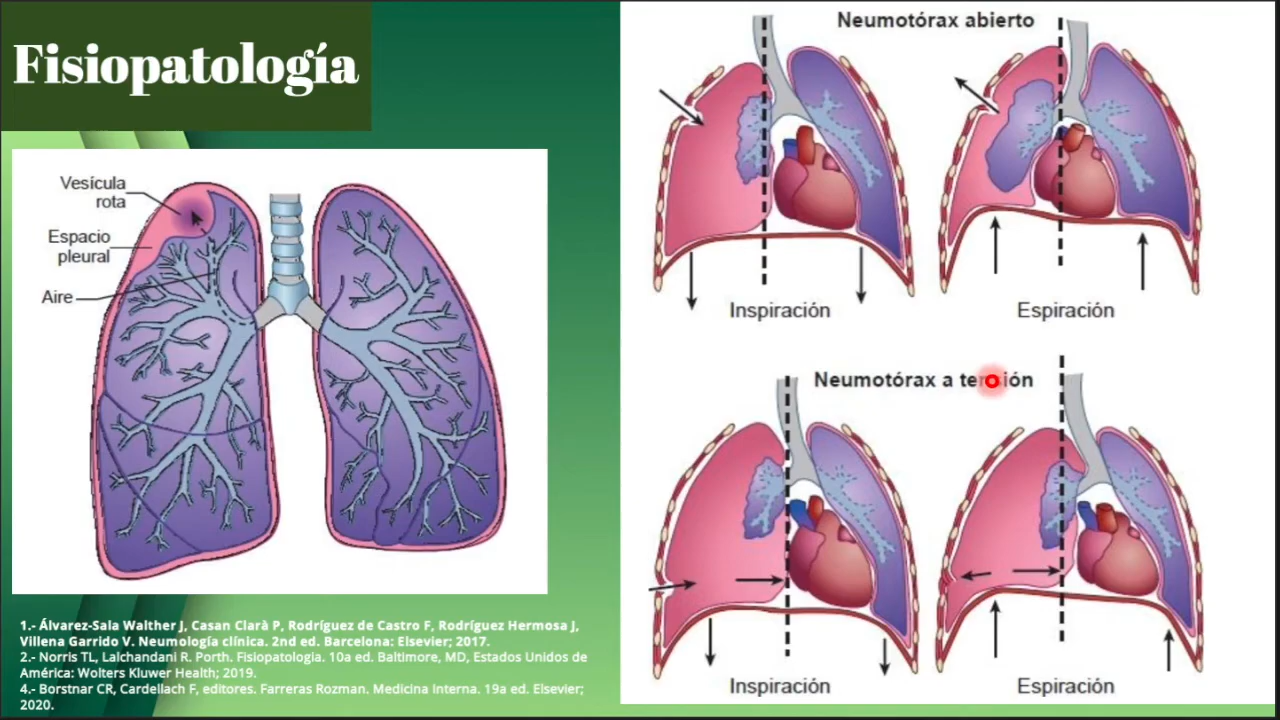 Fisiopatología
Vesícula
rota
Espacio
pleural
Aire
Neumotórax abierto
Inspiración
Espiración
Neumotórax a tensión
Inspiración
Espiración
1.- Álvarez-Sala Walther J, Casan Clarà P, Rodríguez de Castro F, Rodríguez Hermosa J,
Villena Garrido V. Neumología clínica. 2nd ed. Barcelona: Elsevier; 2017.
2.- Norris TL, Lalchandani R. Porth. Fisiopatologia. 10a ed. Baltimore, MD, Estados Unidos de
América: Wolters Kluwer Health; 2019.
4.- Borstnar CR, Cardellach F, editores. Farreras Rozman. Medicina Interna. 19a ed. Elsevier;
2020.